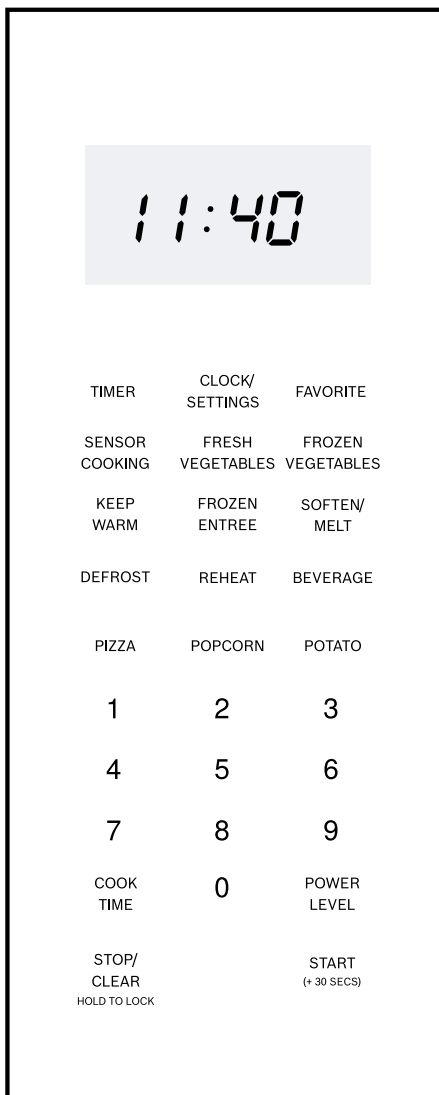 11:40
TIMER
CLOCK/
SETTINGS
FAVORITE
SENSOR
COOKING
FRESH
VEGETABLES
FROZEN
VEGETABLES
KEEP
WARM
FROZEN
ENTREE
SOFTEN/
MELT
DEFROST
REHEAT
BEVERAGE
PIZZA
POPCORN
POTATO
1
2
3
4
5
6
7
8
9
COOK
TIME
0
POWER
LEVEL
STOP/
CLEAR
HOLD TO LOCK
START
(+ 30 SECS)